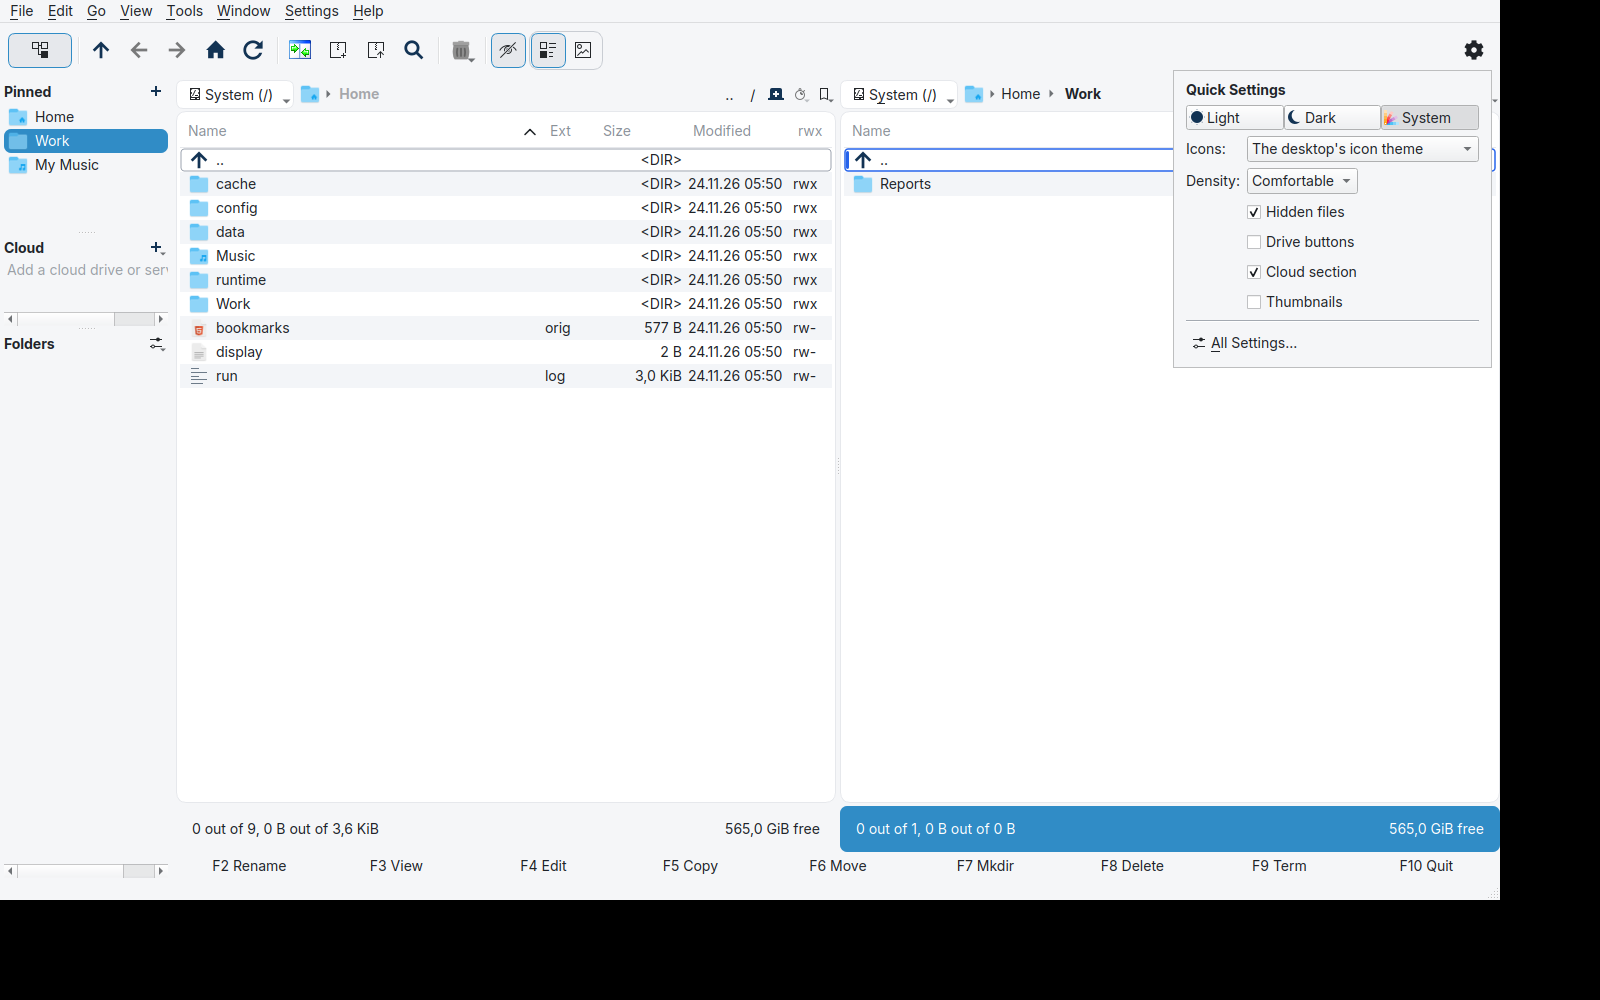 File Edit Go View Tools Window Settings Help
Pinned
Home
Work
My Music
Cloud
Add a cloud drive or ser
Folders
System (/) Home .. /
Name Ext Size Modified rwx
.. <DIR>
cache <DIR> 24.11.26 05:50 rwx
config <DIR> 24.11.26 05:50 rwx
data <DIR> 24.11.26 05:50 rwx
Music <DIR> 24.11.26 05:50 rwx
runtime <DIR> 24.11.26 05:50 rwx
Work <DIR> 24.11.26 05:50 rwx
bookmarks orig 577 B 24.11.26 05:50 rw-
display 2 B 24.11.26 05:50 rw-
run log 3,0 KiB 24.11.26 05:50 rw-
0 out of 9, 0 B out of 3,6 KiB 565,0 GiB free
System (/) Home Work
Name
..
Reports
0 out of 1, 0 B out of 0 B 565,0 GiB free
Quick Settings
Light Dark System
Icons: The desktop's icon theme
Density: Comfortable
Hidden files
Drive buttons
Cloud section
Thumbnails
All Settings...
F2 Rename F3 View F4 Edit F5 Copy F6 Move F7 Mkdir F8 Delete F9 Term F10 Quit